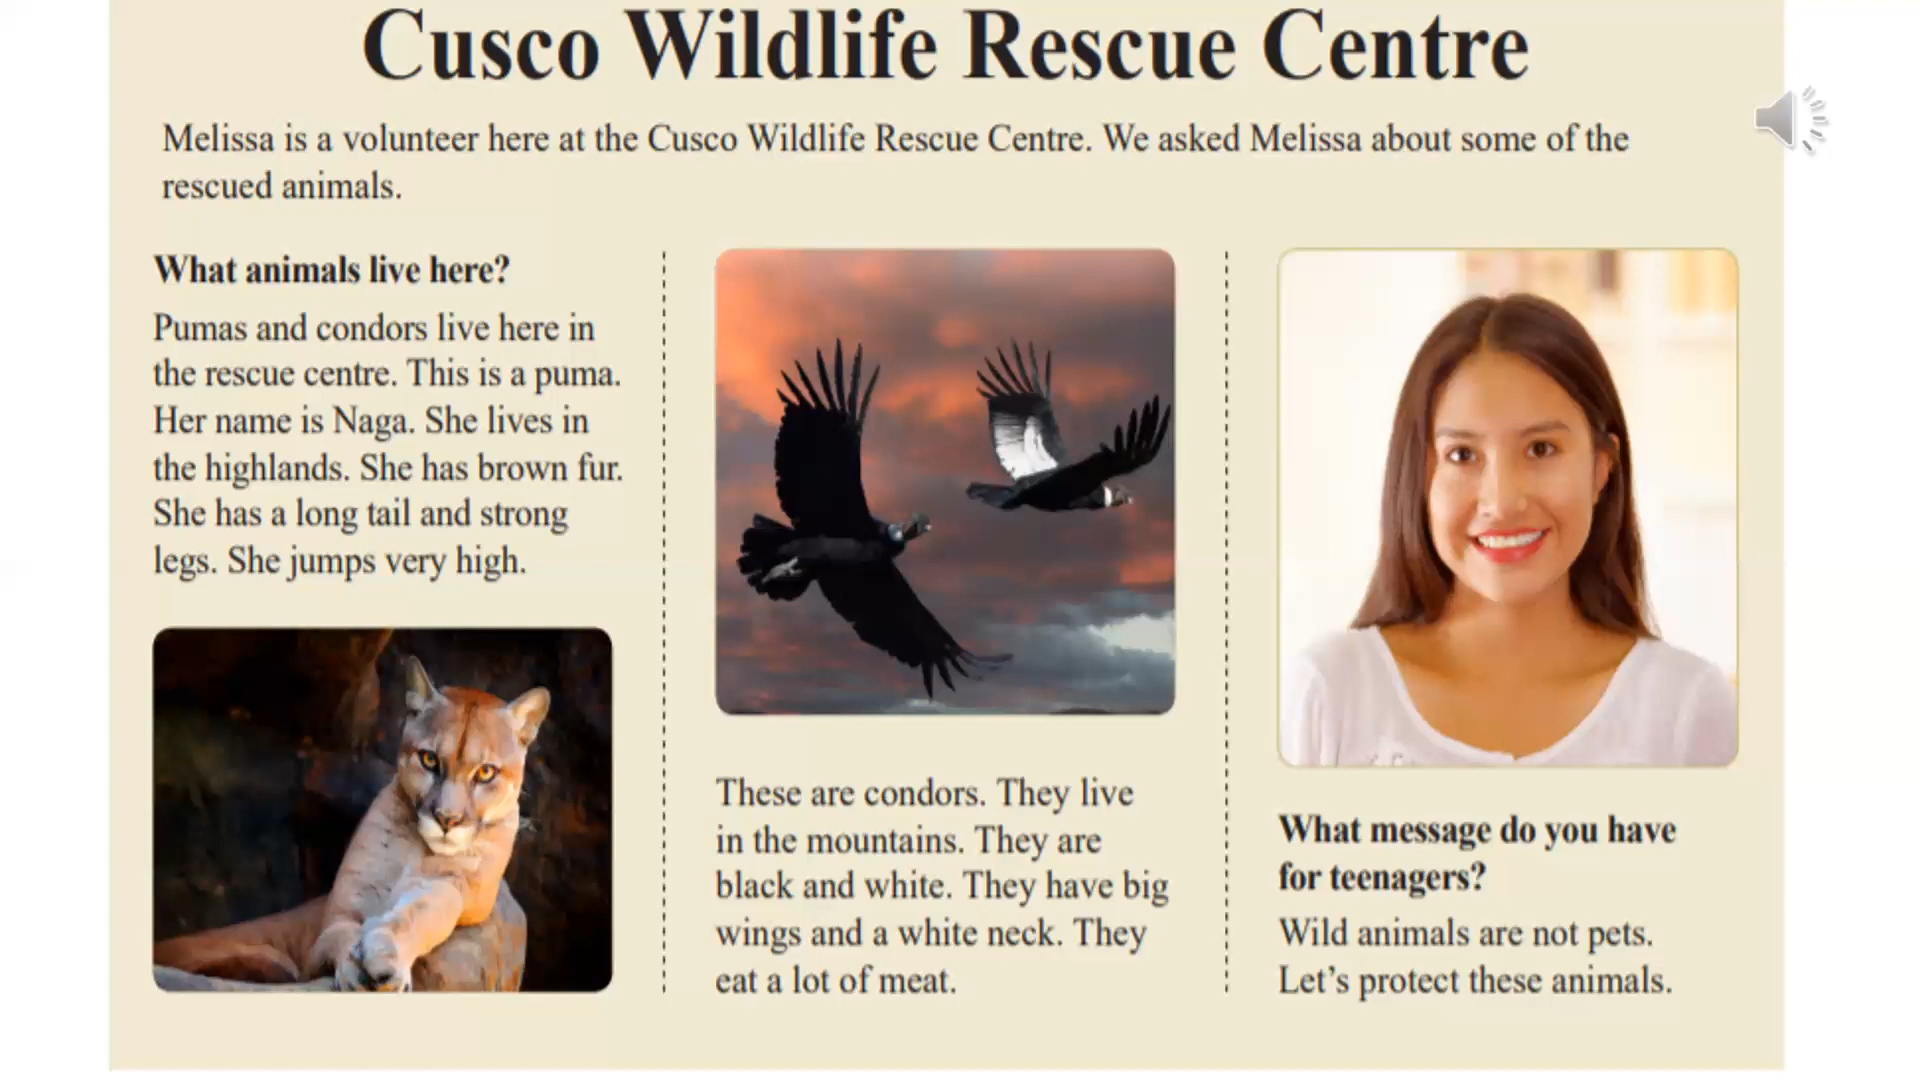 Cusco Wildlife Rescue Centre
Melissa is a volunteer here at the Cusco Wildlife Rescue Centre. We asked Melissa about some of the
rescued animals.
What animals live here?
Pumas and condors live here in
the rescue centre. This is a puma.
Her name is Naga. She lives in
the highlands. She has brown fur.
She has a long tail and strong
legs. She jumps very high.
These are condors. They live
in the mountains. They are
black and white. They have big
wings and a white neck. They
eat a lot of meat.
What message do you have
for teenagers?
Wild animals are not pets.
Let’s protect these animals.